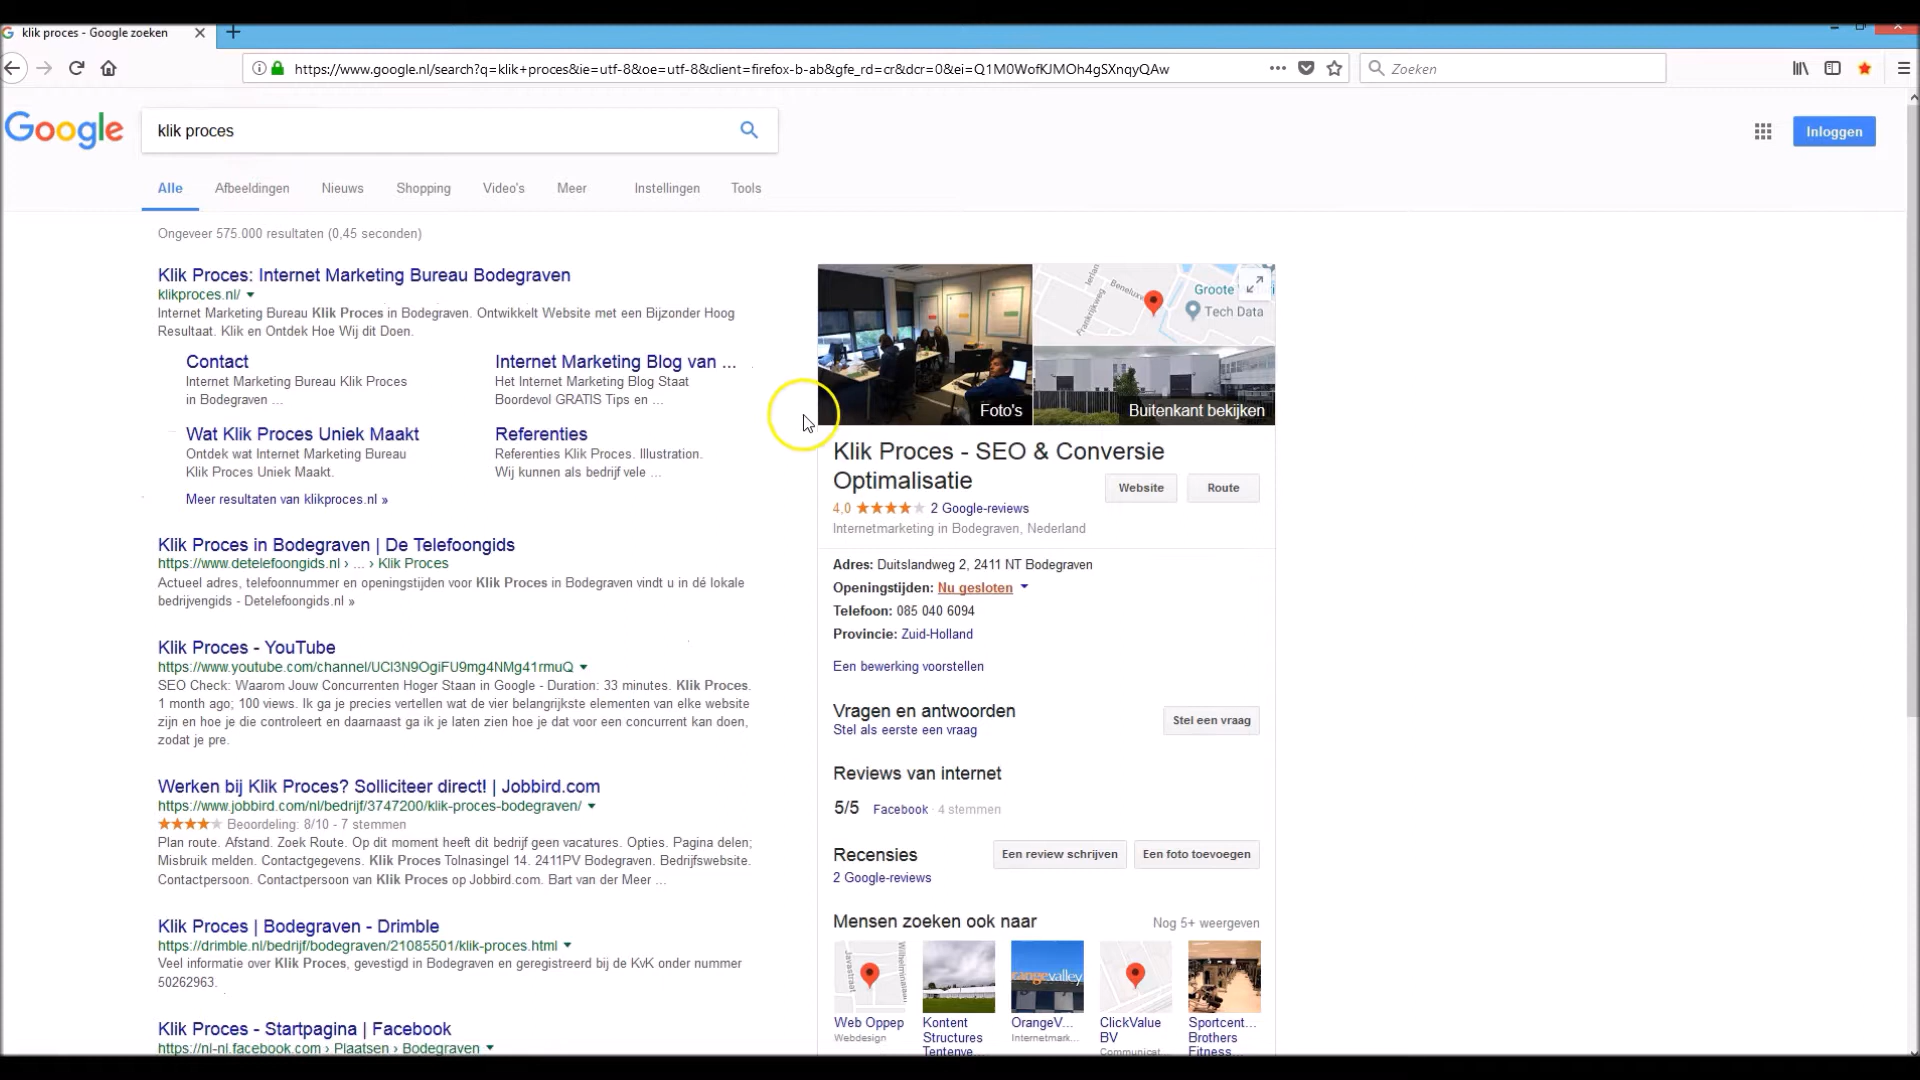 klik proces - Google zoeken
https://www.google.nl/search?q=klik+proces&ie=utf-8&oe=utf-8&client=firefox-b-ab&gfe_rd=cr&dcr=0&ei=Q1M0WofKJMOh4gSXnqyQAw
Zoeken
Google
klik proces
Inloggen
Alle Afbeeldingen Nieuws Shopping Video's Meer Instellingen Tools
Ongeveer 575.000 resultaten (0,45 seconden)
Klik Proces: Internet Marketing Bureau Bodegraven
klikproces.nl/
Internet Marketing Bureau Klik Proces in Bodegraven. Ontwikkelt Website met een Bijzonder Hoog
Resultaat. Klik en Ontdek Hoe Wij dit Doen.
Contact
Internet Marketing Bureau Klik Proces
in Bodegraven ...
Internet Marketing Blog van ...
Het Internet Marketing Blog Staat
Boordevol GRATIS Tips en ...
Wat Klik Proces Uniek Maakt
Ontdek wat Internet Marketing Bureau
Klik Proces Uniek Maakt.
Referenties
Referenties Klik Proces. Illustration.
Wij kunnen als bedrijf vele ...
Meer resultaten van klikproces.nl »
Klik Proces in Bodegraven | De Telefoongids
https://www.detelefoongids.nl › ... › Klik Proces
Actueel adres, telefoonnummer en openingstijden voor Klik Proces in Bodegraven vindt u in dé lokale
bedrijvengids - Detelefoongids.nl »
Klik Proces - YouTube
https://www.youtube.com/channel/UCl3N9OgiFU9mg4NMg41rmuQ
SEO Check: Waarom Jouw Concurrenten Hoger Staan in Google - Duration: 33 minutes. Klik Proces.
1 month ago; 100 views. Ik ga je precies vertellen wat de vier belangrijkste elementen van elke website
zijn en hoe je die controleert en daarnaast ga ik je laten zien hoe je dat voor een concurrent kan doen,
zodat je pre.
Werken bij Klik Proces? Solliciteer direct! | Jobbird.com
https://www.jobbird.com/nl/bedrijf/3747200/klik-proces-bodegraven/
Beoordeling: 8/10 - 7 stemmen
Plan route. Afstand. Zoek Route. Op dit moment heeft dit bedrijf geen vacatures. Opties. Pagina delen;
Misbruik melden. Contactgegevens. Klik Proces Tolnasingel 14. 2411PV Bodegraven. Bedrijfswebsite.
Contactpersoon. Contactpersoon van Klik Proces op Jobbird.com. Bart van der Meer ...
Klik Proces | Bodegraven - Drimble
https://drimble.nl/bedrijf/bodegraven/21085501/klik-proces.html
Veel informatie over Klik Proces, gevestigd in Bodegraven en geregistreerd bij de KvK onder nummer
50262963.
Klik Proces - Startpagina | Facebook
https://nl-nl.facebook.com › Plaatsen › Bodegraven
Foto's
Groote
Tech Data
Frankrijkweg
Buitenkant bekijken
Klik Proces - SEO & Conversie
Optimalisatie
Website Route
4,0 2 Google-reviews
Internetmarketing in Bodegraven, Nederland
Adres: Duitslandweg 2, 2411 NT Bodegraven
Openingstijden: Nu gesloten
Telefoon: 085 040 6094
Provincie: Zuid-Holland
Een bewerking voorstellen
Vragen en antwoorden
Stel als eerste een vraag
Stel een vraag
Reviews van internet
5/5 Facebook · 4 stemmen
Recensies
Een review schrijven Een foto toevoegen
2 Google-reviews
Mensen zoeken ook naar Nog 5+ weergeven
Javastraat
Web Oppep
Webdesign
Kontent
Structures
Tentenve...
OrangeV...
Internetmark...
ClickValue
BV
Communicat...
Sportcent...
Brothers
Fitness...